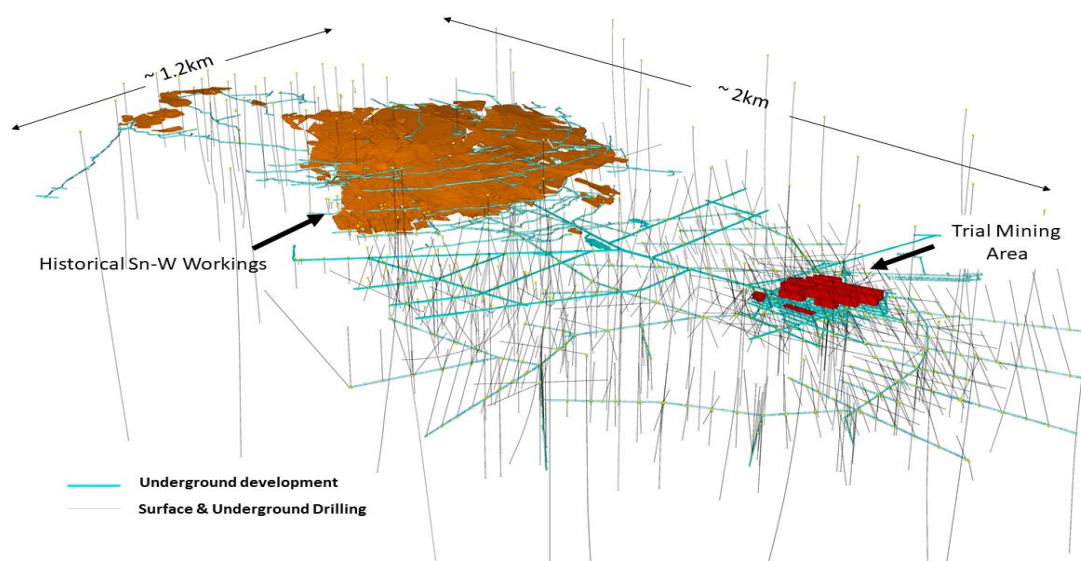 ~ 1.2km
~ 2km
Historical Sn-W Workings
Trial Mining
Area
Underground development
Surface & Underground Drilling